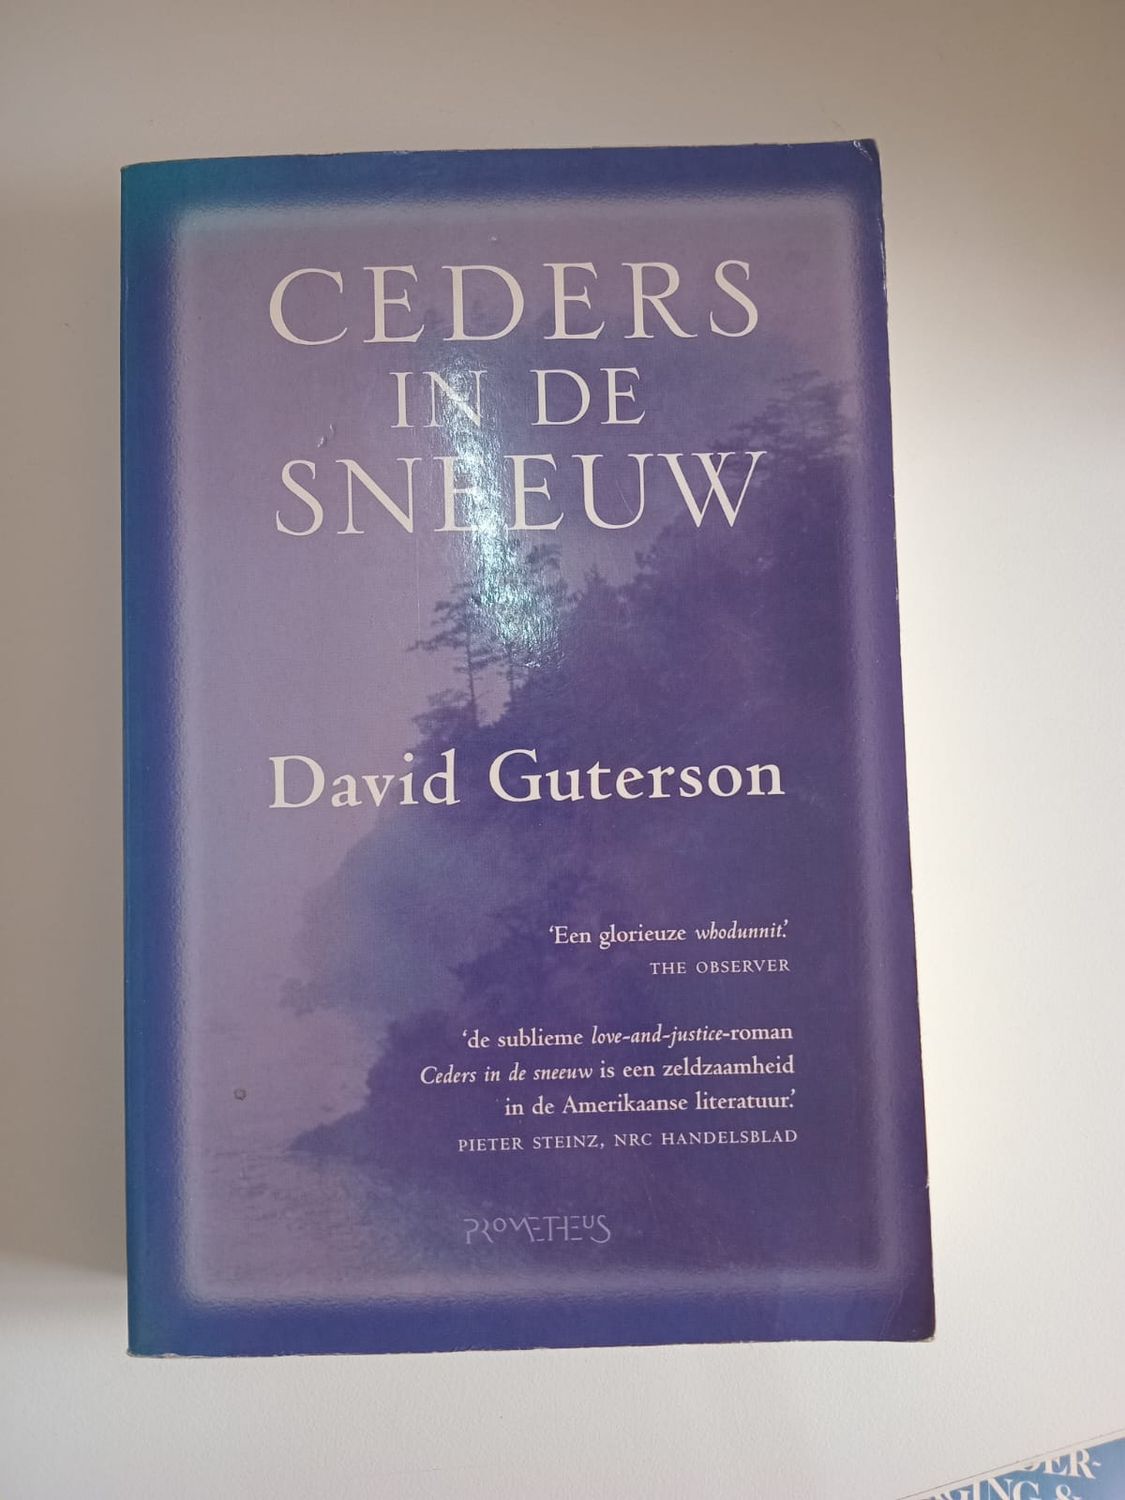 CEDERS
IN DE
SNEEUW
David Guterson
‘Een glorieuze whodunnit.’
THE OBSERVER
‘de sublieme love-and-justice-roman
Ceders in de sneeuw is een zeldzaamheid
in de Amerikaanse literatuur.’
PIETER STEINZ, NRC HANDELSBLAD
PROMETHEUS